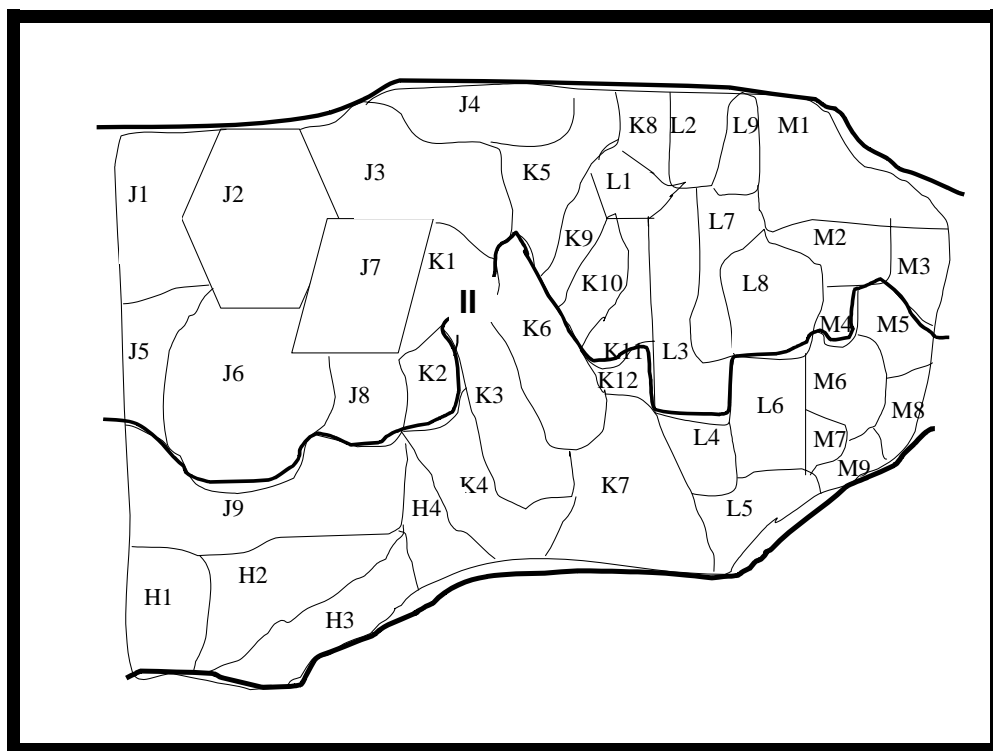 J4
K8 L2 L9 M1
J1 J2 J3 K5 L1
L7
K9 M2
J7 K1 K10 L8 M3
II
K6 M4 M5
J5 K11 L3
J6 J8 K2 K3 K12 L6 M6
M8
L4 M7
K4 K7 M9
J9 H4 L5
H2
H1
H3